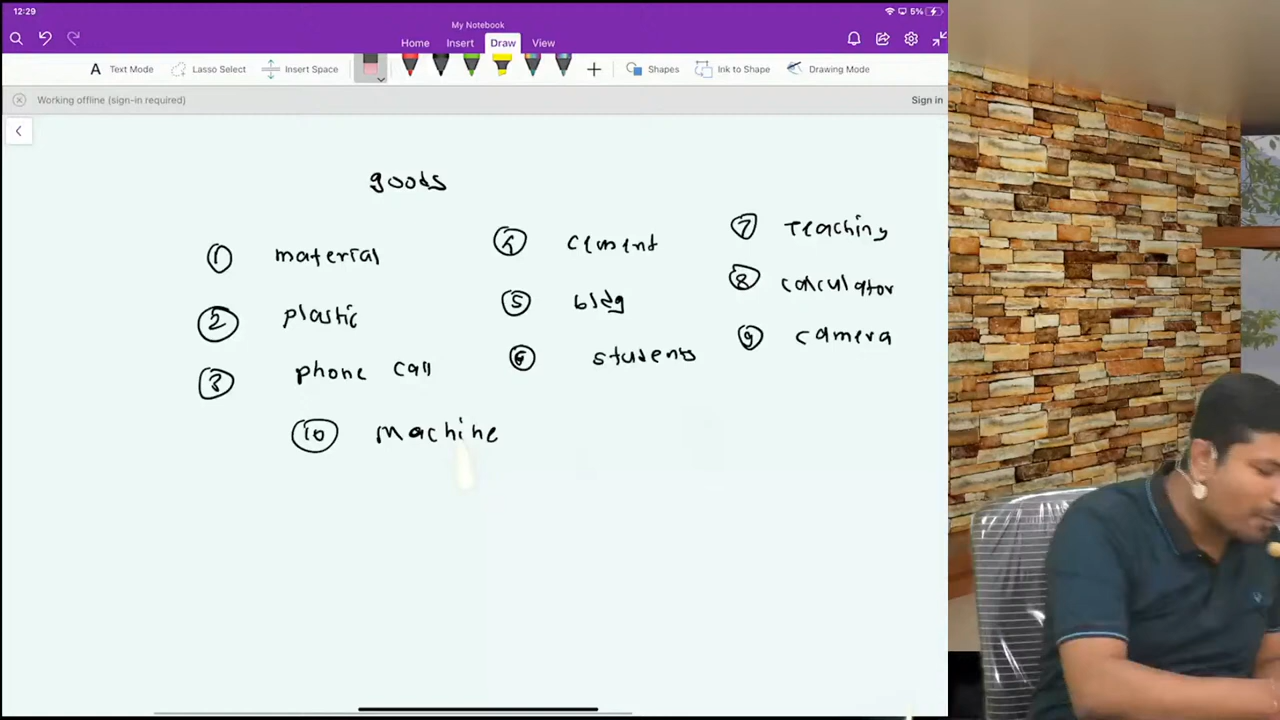 12:29
5%
My Notebook
Home Insert Draw View
Text Mode Lasso Select Insert Space Shapes Ink to Shape Drawing Mode
Working offline (sign-in required) Sign in
goods
1 material
2 plastic
3 phone call
4 cement
5 bldg
6 students
7 Teaching
8 calculator
9 camera
10 machine